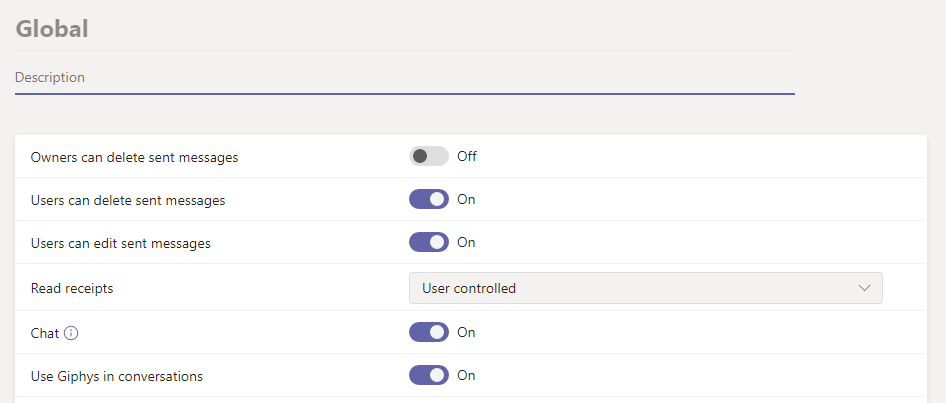 Global
Description
Owners can delete sent messages Off
Users can delete sent messages On
Users can edit sent messages On
Read receipts User controlled
Chat On
Use Giphys in conversations On